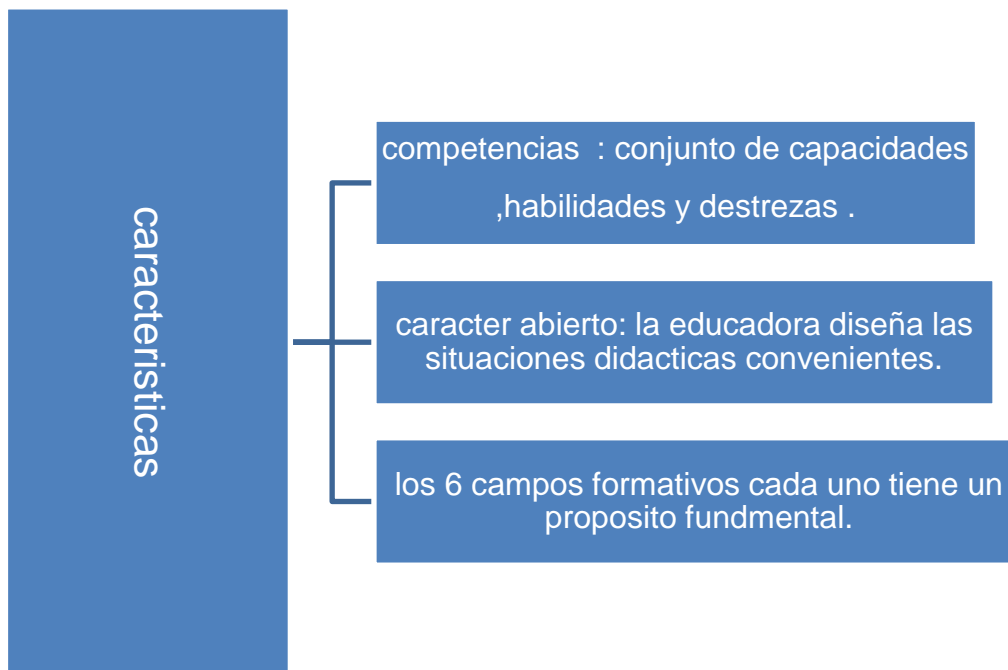 caracteristicas
competencias : conjunto de capacidades
,habilidades y destrezas .
caracter abierto: la educadora diseña las
situaciones didacticas convenientes.
los 6 campos formativos cada uno tiene un
proposito fundmental.